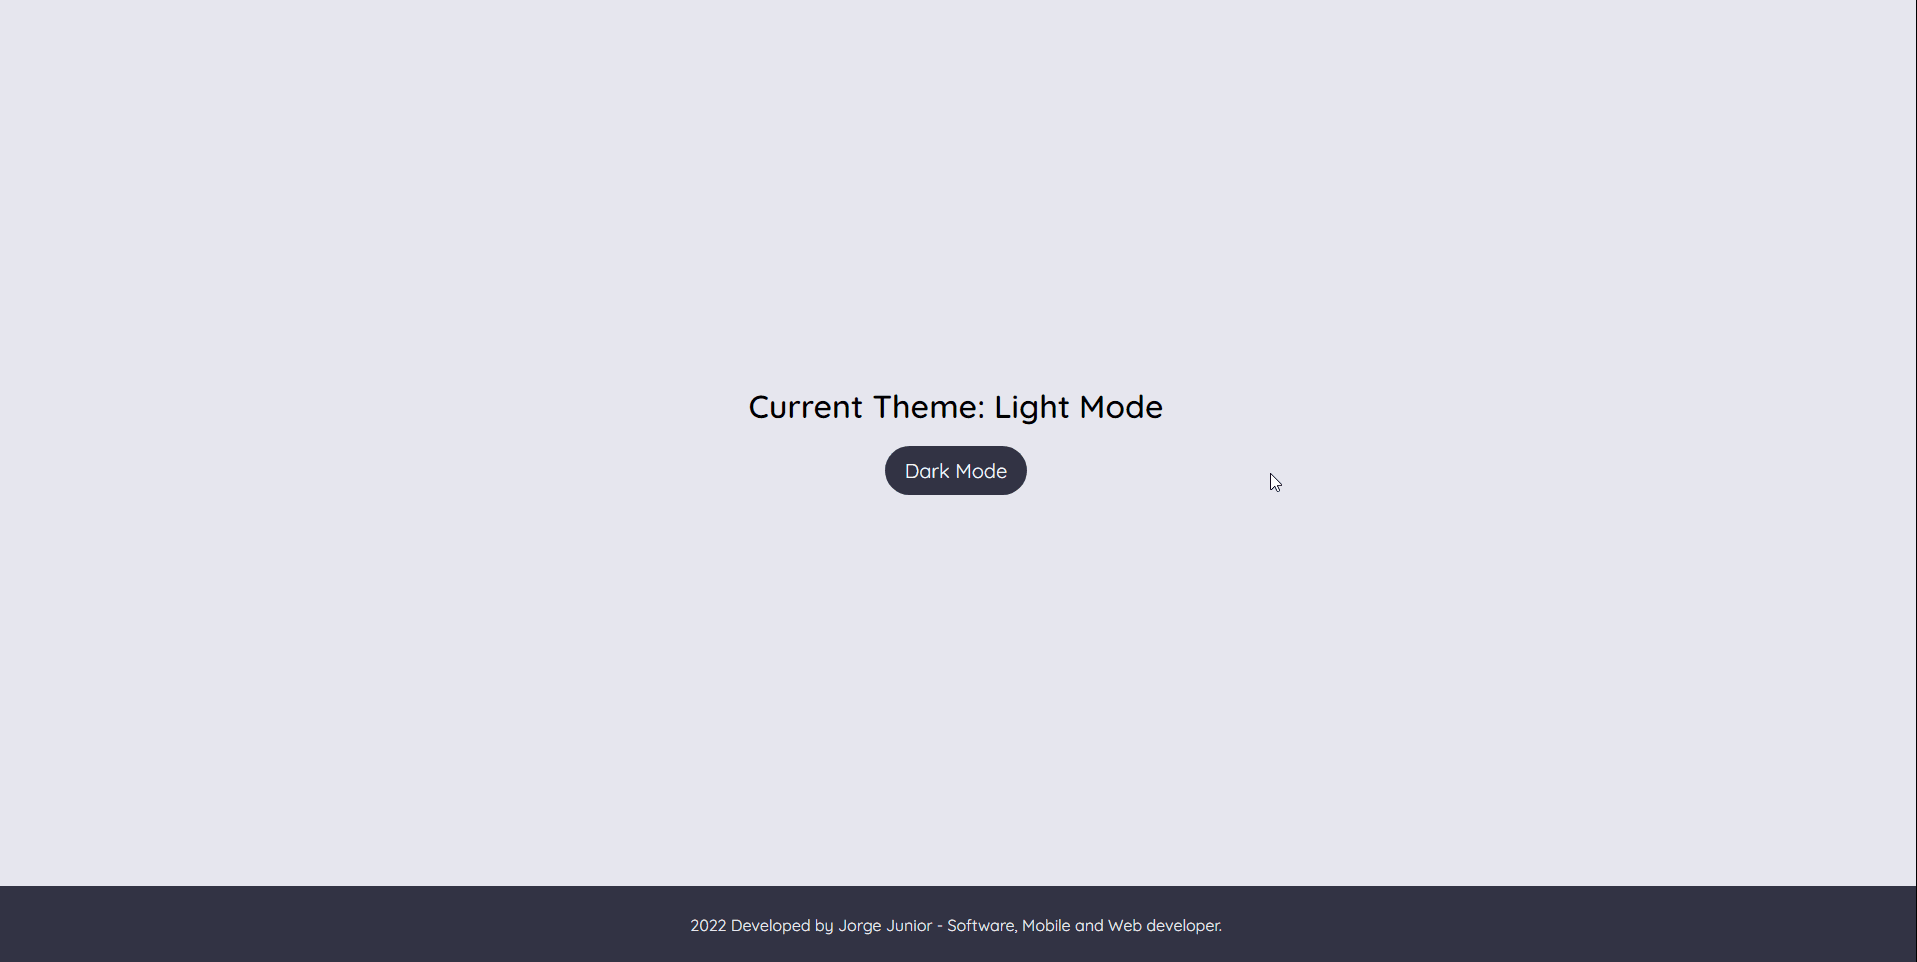 Current Theme: Light Mode
Dark Mode
2022 Developed by Jorge Junior - Software, Mobile and Web developer.